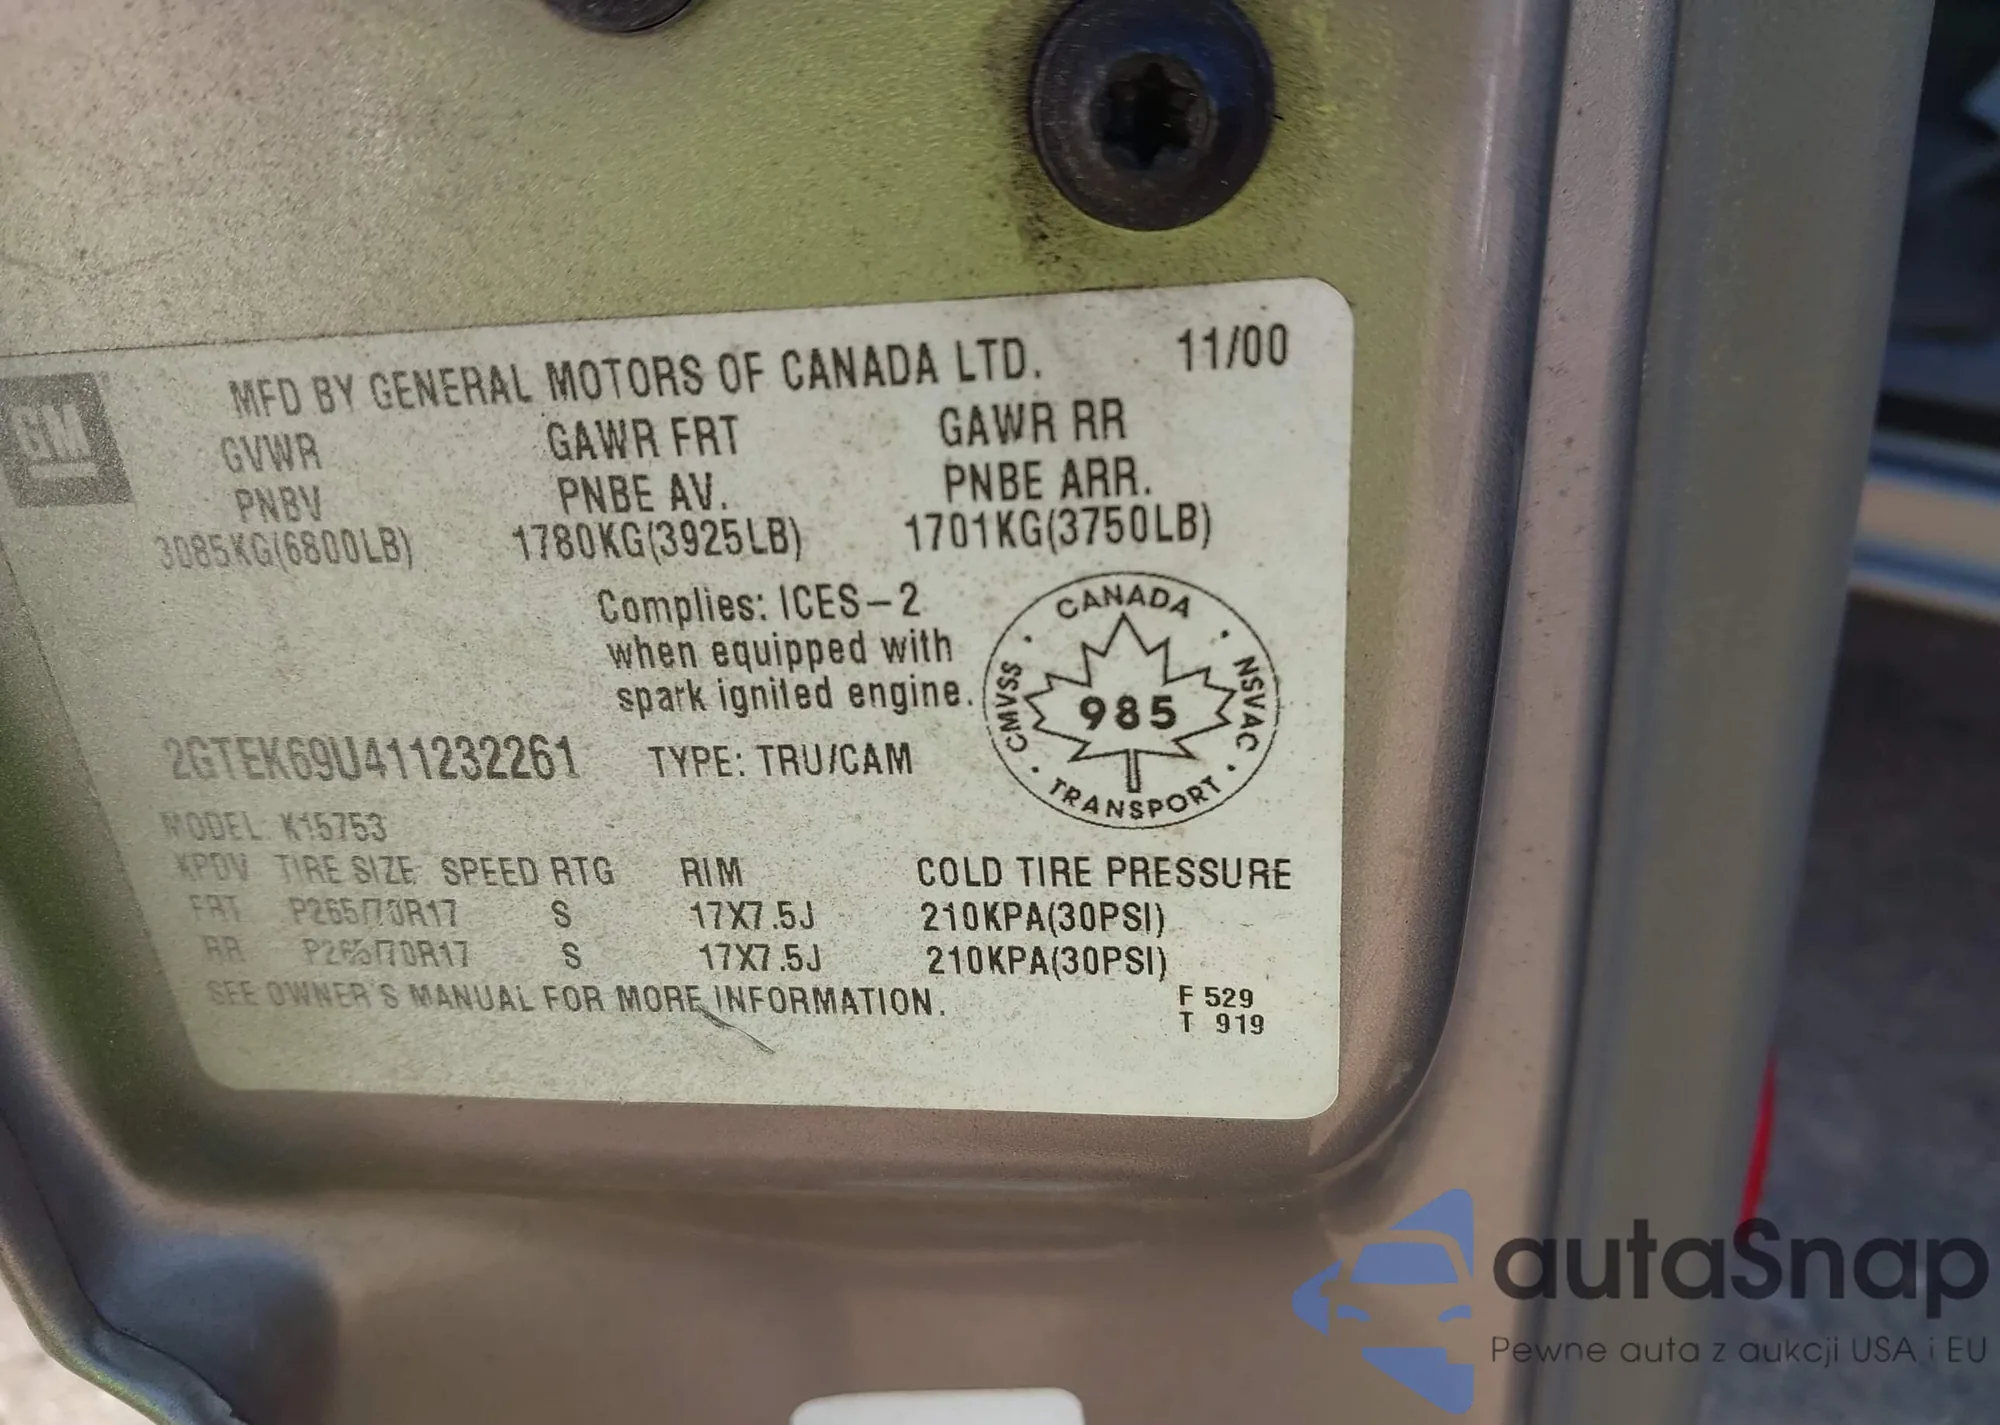 MFD BY GENERAL MOTORS OF CANADA LTD. 11/00
GM
GVWR GAWR FRT GAWR RR
PNBV PNBE AV. PNBE ARR.
3085KG(6800LB) 1780KG(3925LB) 1701KG(3750LB)
Complies: ICES-2
when equipped with
spark ignited engine.
CANADA
CMVSS 985 NSVAC
TRANSPORT
2GTEK69U411232261 TYPE: TRU/CAM
MODEL: K15753
KPDV TIRE SIZE SPEED RTG RIM COLD TIRE PRESSURE
FRT P265/70R17 S 17X7.5J 210KPA(30PSI)
RR P265/70R17 S 17X7.5J 210KPA(30PSI)
SEE OWNER'S MANUAL FOR MORE INFORMATION.
F 529
T 919
autaSnap
Pewne auta z aukcji USA i EU